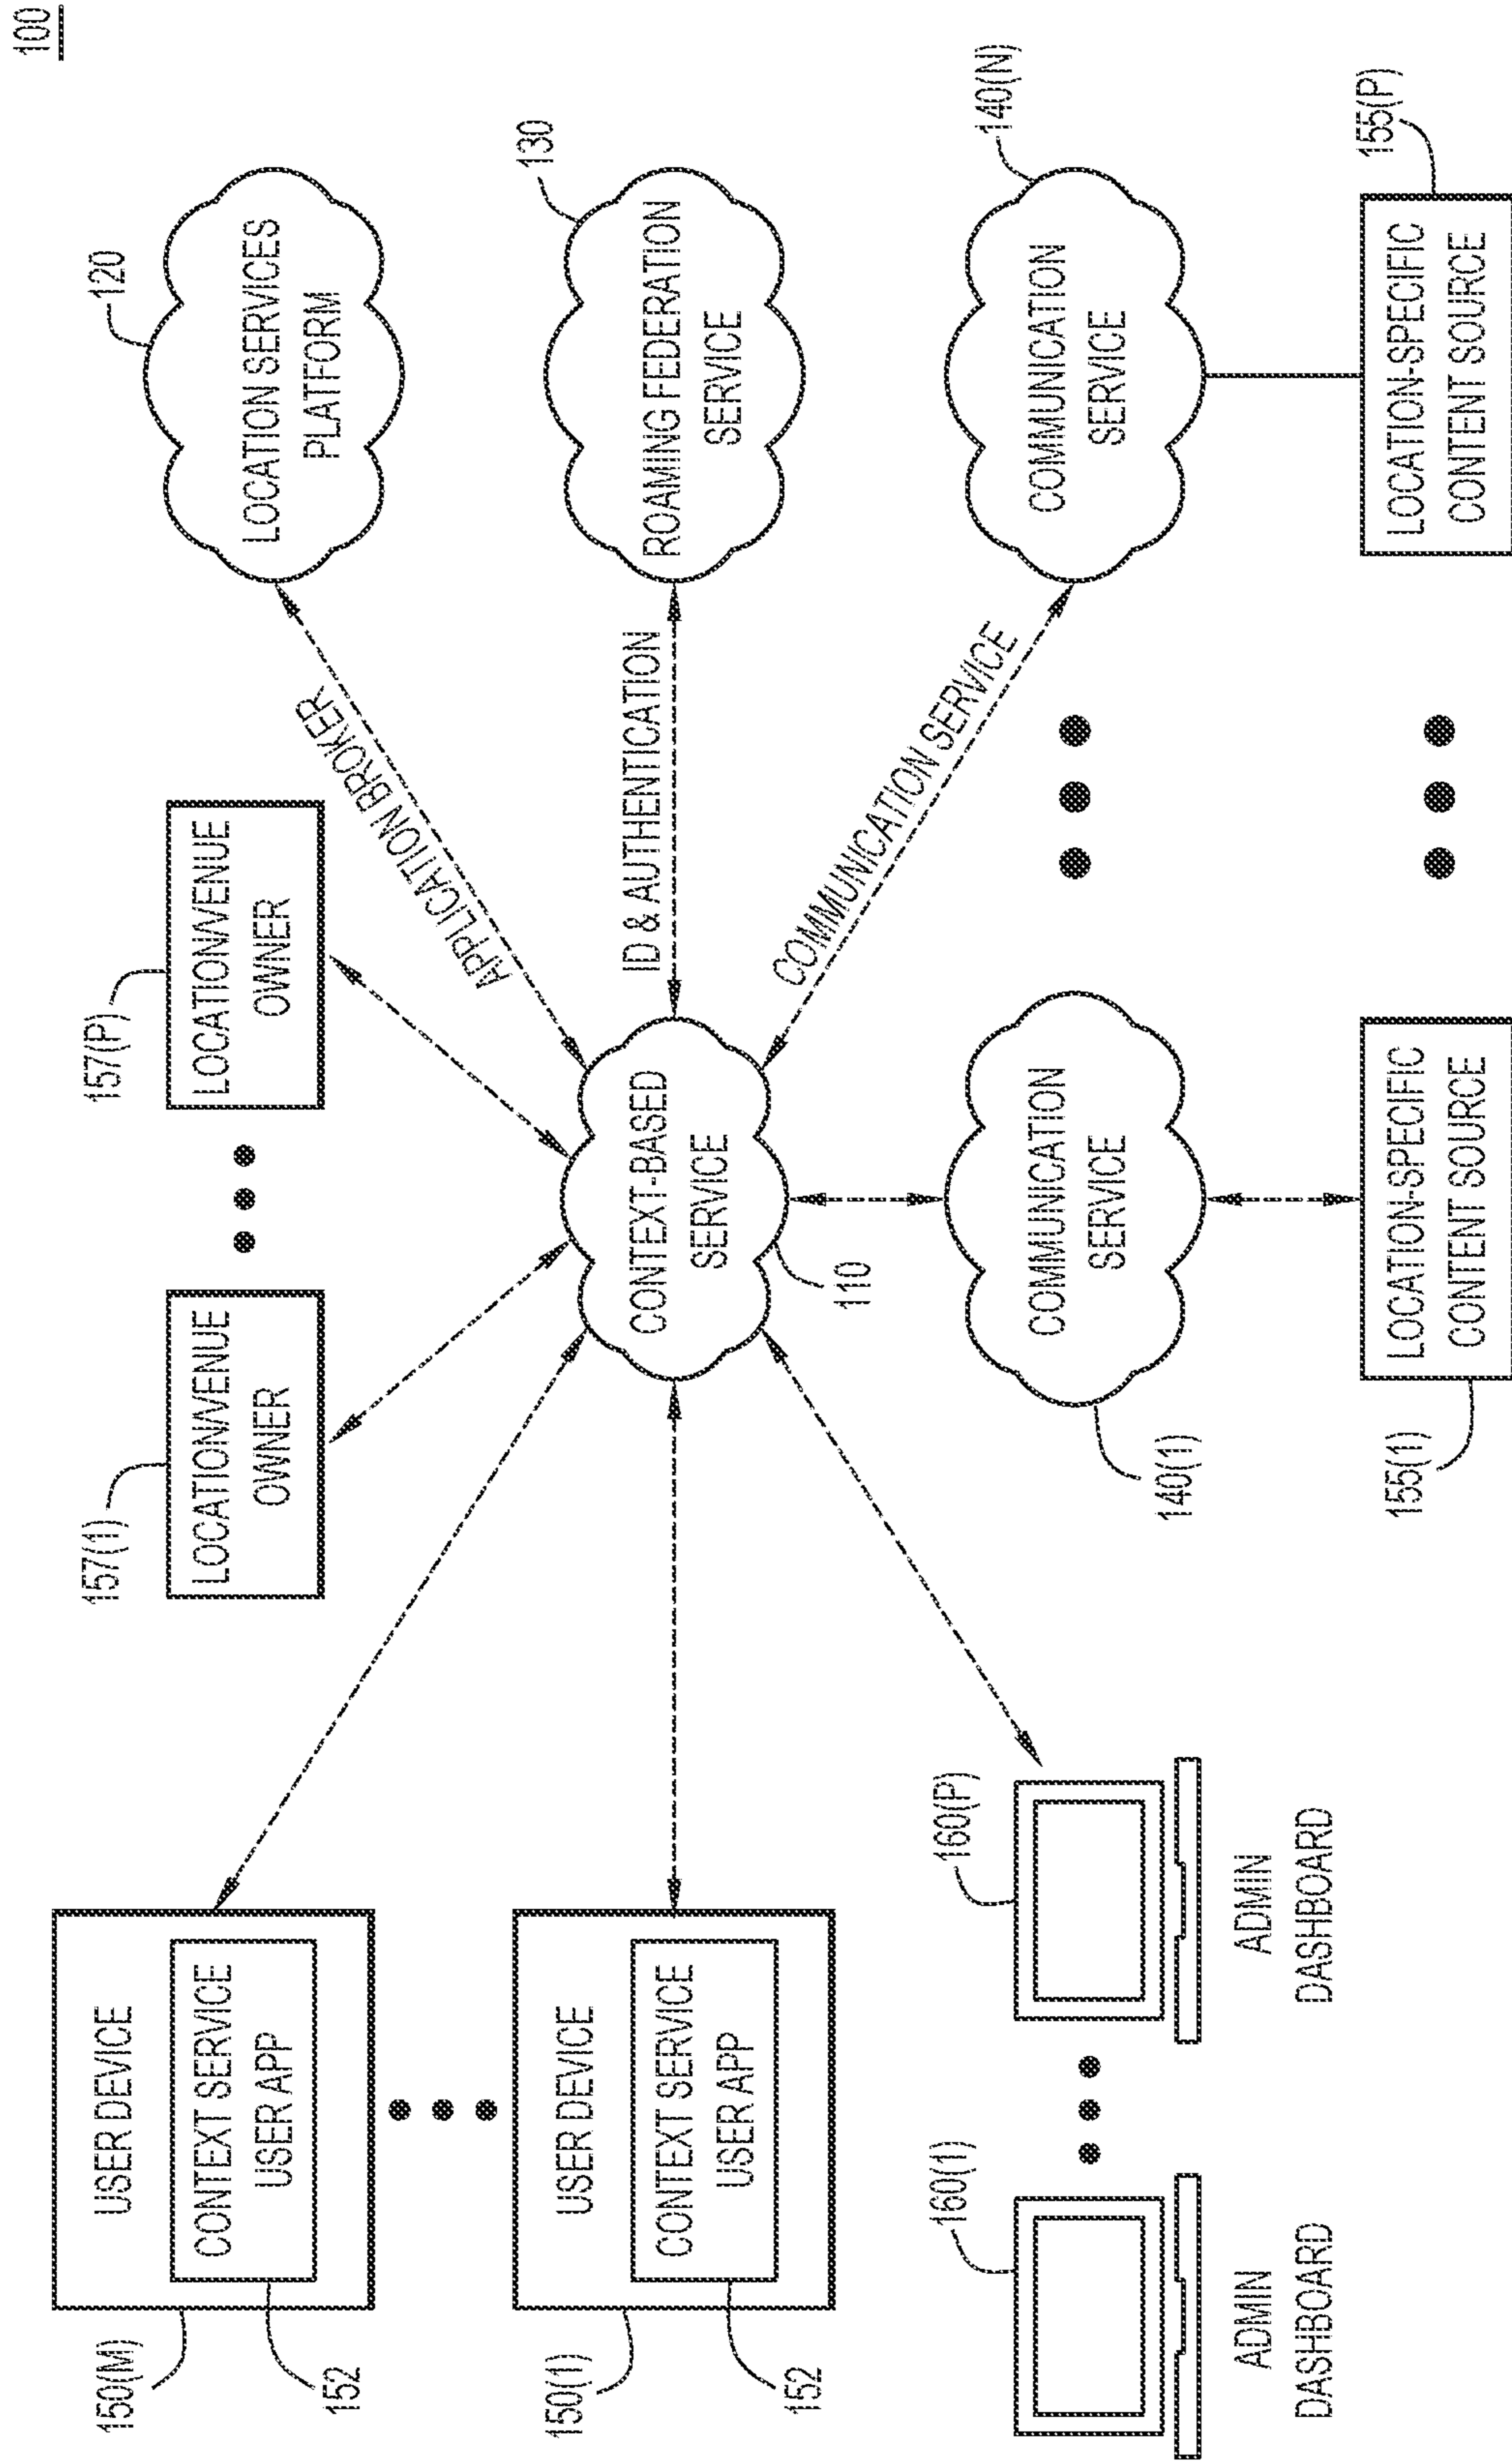 100
150(M)
USER DEVICE
CONTEXT SERVICE
USER APP
152
150(1)
USER DEVICE
CONTEXT SERVICE
USER APP
152
160(1)
ADMIN
DASHBOARD
160(P)
ADMIN
DASHBOARD
157(1)
LOCATION/VENUE
OWNER
157(P)
LOCATION/VENUE
OWNER
CONTEXT-BASED
SERVICE
110
APPLICATION BROKER
120
LOCATION SERVICES
PLATFORM
ID & AUTHENTICATION
130
ROAMING FEDERATION
SERVICE
COMMUNICATION SERVICE
140(1)
COMMUNICATION
SERVICE
140(N)
COMMUNICATION
SERVICE
155(1)
LOCATION-SPECIFIC
CONTENT SOURCE
155(P)
LOCATION-SPECIFIC
CONTENT SOURCE